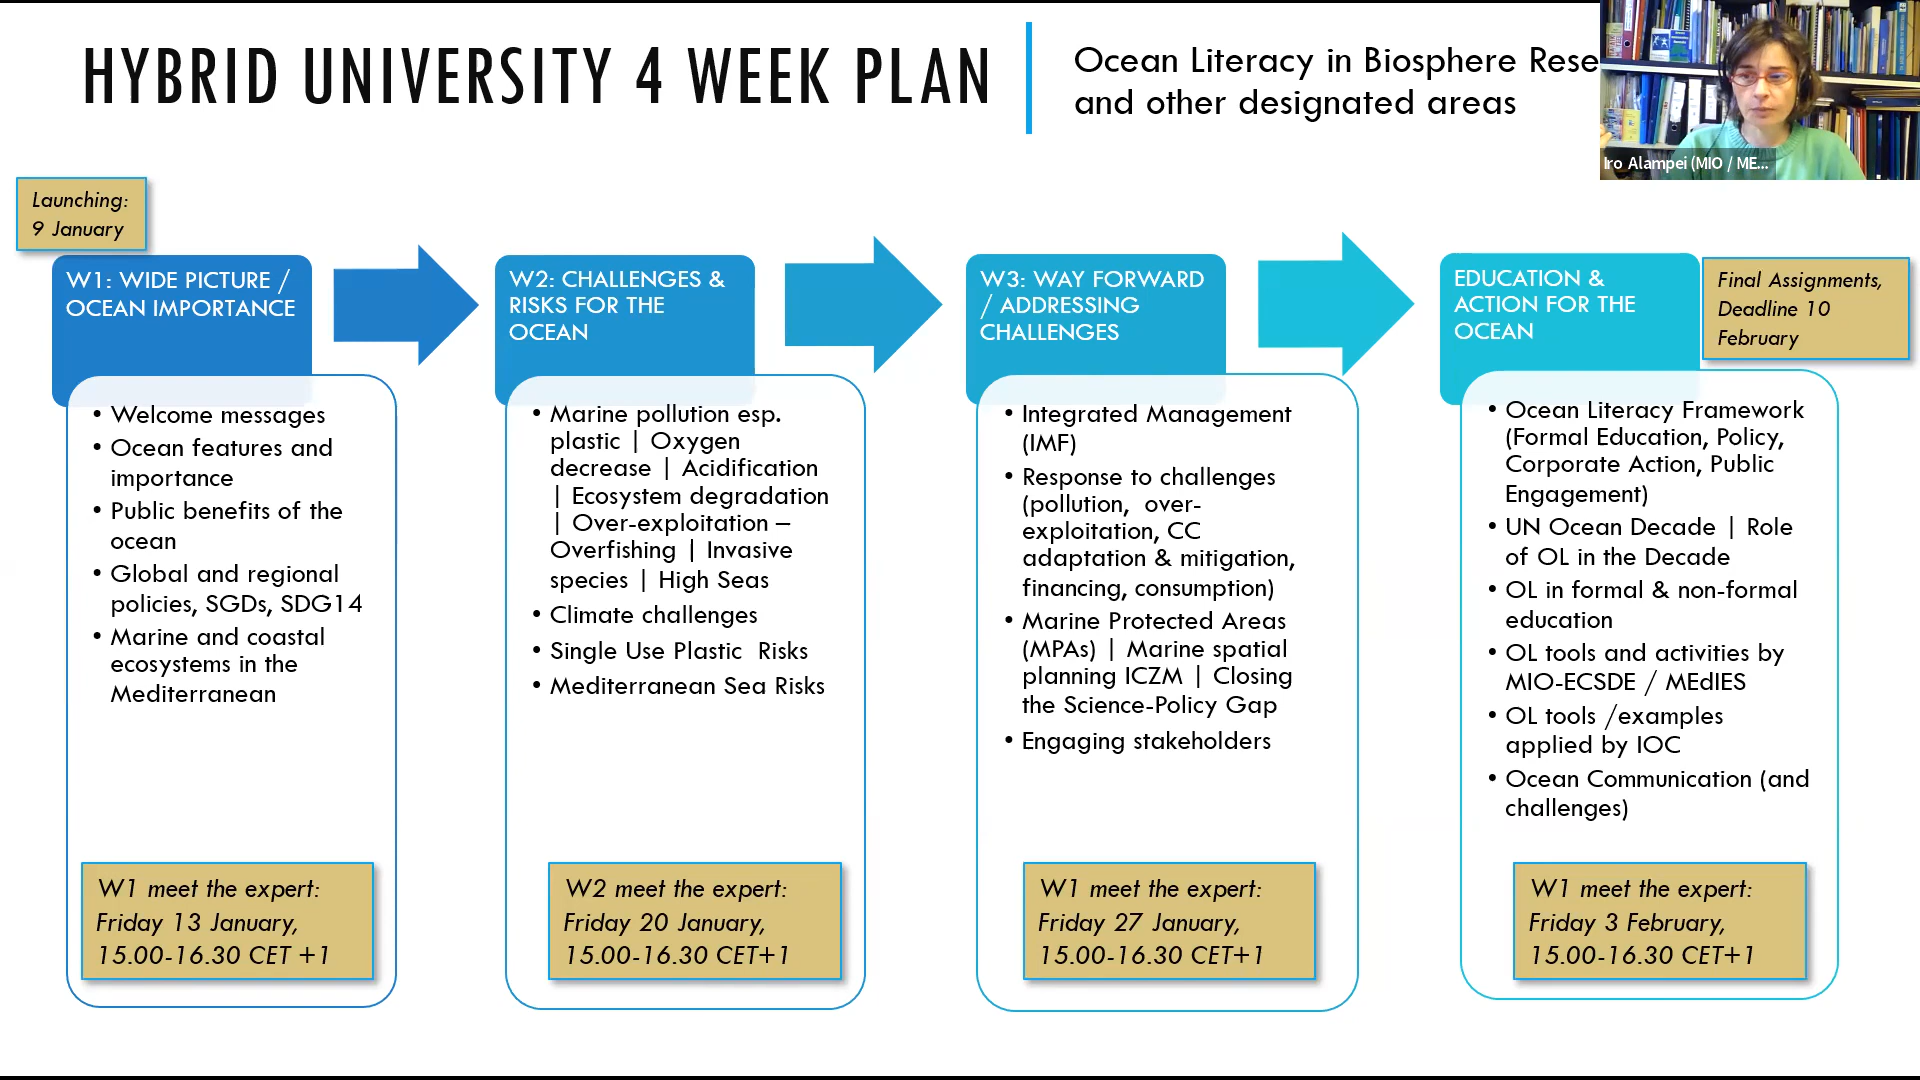 HYBRID UNIVERSITY 4 WEEK PLAN
Ocean Literacy in Biosphere Rese
and other designated areas
Iro Alampei (MIO / ME...
Launching:
9 January
W1: WIDE PICTURE /
OCEAN IMPORTANCE
• Welcome messages
• Ocean features and
importance
• Public benefits of the
ocean
• Global and regional
policies, SGDs, SDG14
• Marine and coastal
ecosystems in the
Mediterranean
W1 meet the expert:
Friday 13 January,
15.00-16.30 CET +1
W2: CHALLENGES &
RISKS FOR THE
OCEAN
• Marine pollution esp.
plastic | Oxygen
decrease | Acidification
| Ecosystem degradation
| Over-exploitation –
Overfishing | Invasive
species | High Seas
• Climate challenges
• Single Use Plastic  Risks
• Mediterranean Sea Risks
W2 meet the expert:
Friday 20 January,
15.00-16.30 CET+1
W3: WAY FORWARD
/ ADDRESSING
CHALLENGES
• Integrated Management
(IMF)
• Response to challenges
(pollution,  over-
exploitation, CC
adaptation & mitigation,
financing, consumption)
• Marine Protected Areas
(MPAs) | Marine spatial
planning ICZM | Closing
the Science-Policy Gap
• Engaging stakeholders
W1 meet the expert:
Friday 27 January,
15.00-16.30 CET+1
EDUCATION &
ACTION FOR THE
OCEAN
Final Assignments,
Deadline 10
February
• Ocean Literacy Framework
(Formal Education, Policy,
Corporate Action, Public
Engagement)
• UN Ocean Decade | Role
of OL in the Decade
• OL in formal & non-formal
education
• OL tools and activities by
MIO-ECSDE / MEdIES
• OL tools /examples
applied by IOC
• Ocean Communication (and
challenges)
W1 meet the expert:
Friday 3 February,
15.00-16.30 CET+1